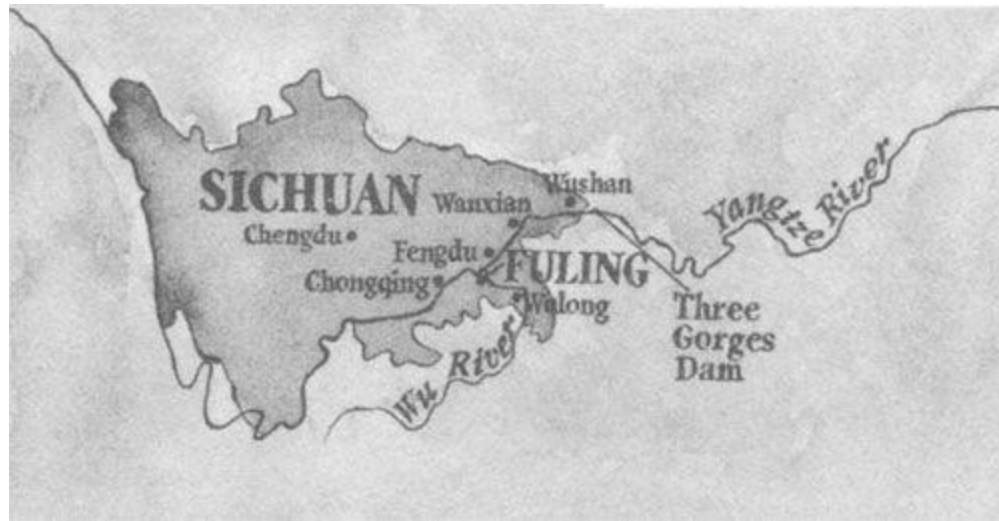 SICHUAN
Wushan
Wanxian
Chengdu
Fengdu
FULING
Chongqing
Wulong
Wu River
Three
Gorges
Dam
Yangtze River